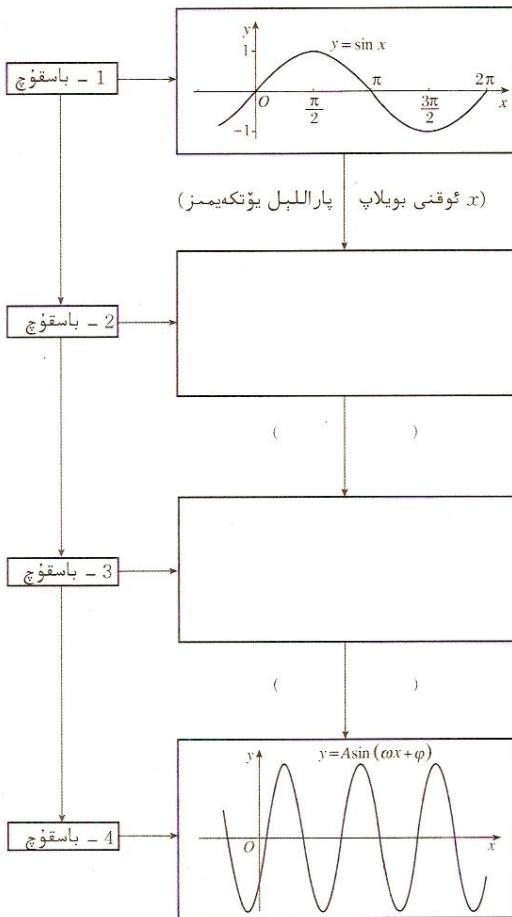 1 ـ باسقۇچ
y
1
y=sin x
O
π/2
π
3π/2
2π
x
−1
(x ئوقنى بويلاپ پاراللېل يۆتكەيمىز)
2 ـ باسقۇچ
( )
3 ـ باسقۇچ
( )
4 ـ باسقۇچ
y
y=Asin (ωx+φ)
O
x